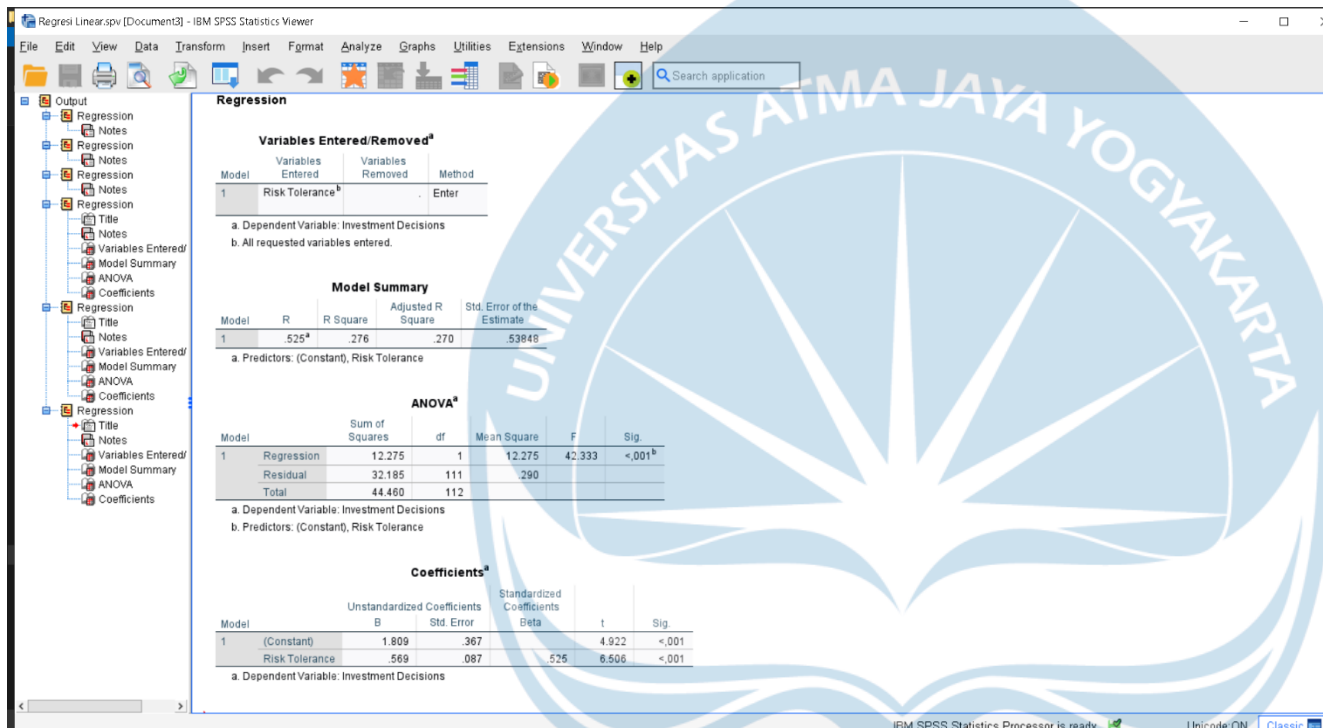 Regresi Linear.spv [Document3] - IBM SPSS Statistics Viewer
File Edit View Data Transform Insert Format Analyze Graphs Utilities Extensions Window Help
Search application
Output
Regression
Notes
Regression
Notes
Regression
Notes
Regression
Title
Notes
Variables Entered/
Model Summary
ANOVA
Coefficients
Regression
Title
Notes
Variables Entered/
Model Summary
ANOVA
Coefficients
Regression
Title
Notes
Variables Entered/
Model Summary
ANOVA
Coefficients
Regression
Variables Entered/Removedᵃ
Variables Variables
Model Entered Removed Method
1 Risk Toleranceᵇ . Enter
a. Dependent Variable: Investment Decisions
b. All requested variables entered.
Model Summary
Adjusted R Std. Error of the
Model R R Square Square Estimate
1 .525ᵃ .276 .270 .53848
a. Predictors: (Constant), Risk Tolerance
ANOVAᵃ
Sum of
Model Squares df Mean Square F Sig.
1 Regression 12.275 1 12.275 42.333 <,001ᵇ
Residual 32.185 111 .290
Total 44.460 112
a. Dependent Variable: Investment Decisions
b. Predictors: (Constant), Risk Tolerance
Coefficientsᵃ
Standardized
Unstandardized Coefficients Coefficients
Model B Std. Error Beta t Sig.
1 (Constant) 1.809 .367 4.922 <,001
Risk Tolerance .569 .087 .525 6.506 <,001
a. Dependent Variable: Investment Decisions
IBM SPSS Statistics Processor is ready Unicode:ON Classic
UNIVERSITAS ATMA JAYA YOGYAKARTA